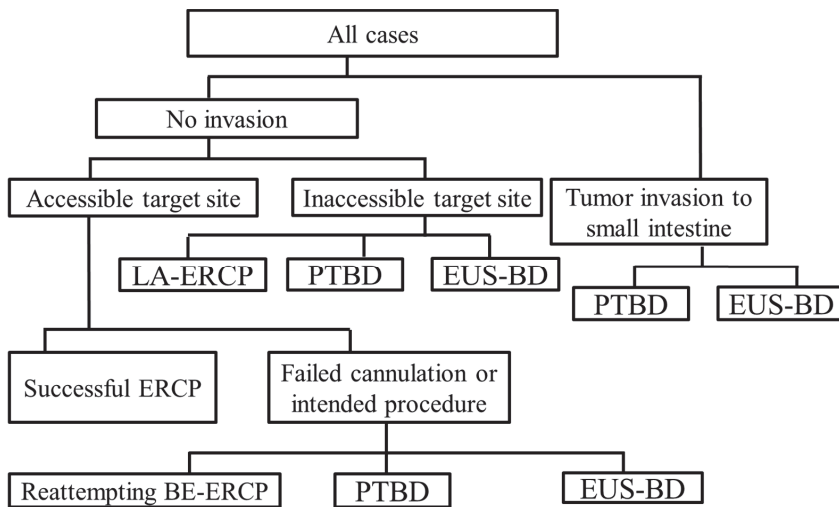 All cases
No invasion
Accessible target site
Inaccessible target site
Tumor invasion to
small intestine
LA-ERCP
PTBD
EUS-BD
PTBD
EUS-BD
Successful ERCP
Failed cannulation or
intended procedure
Reattempting BE-ERCP
PTBD
EUS-BD